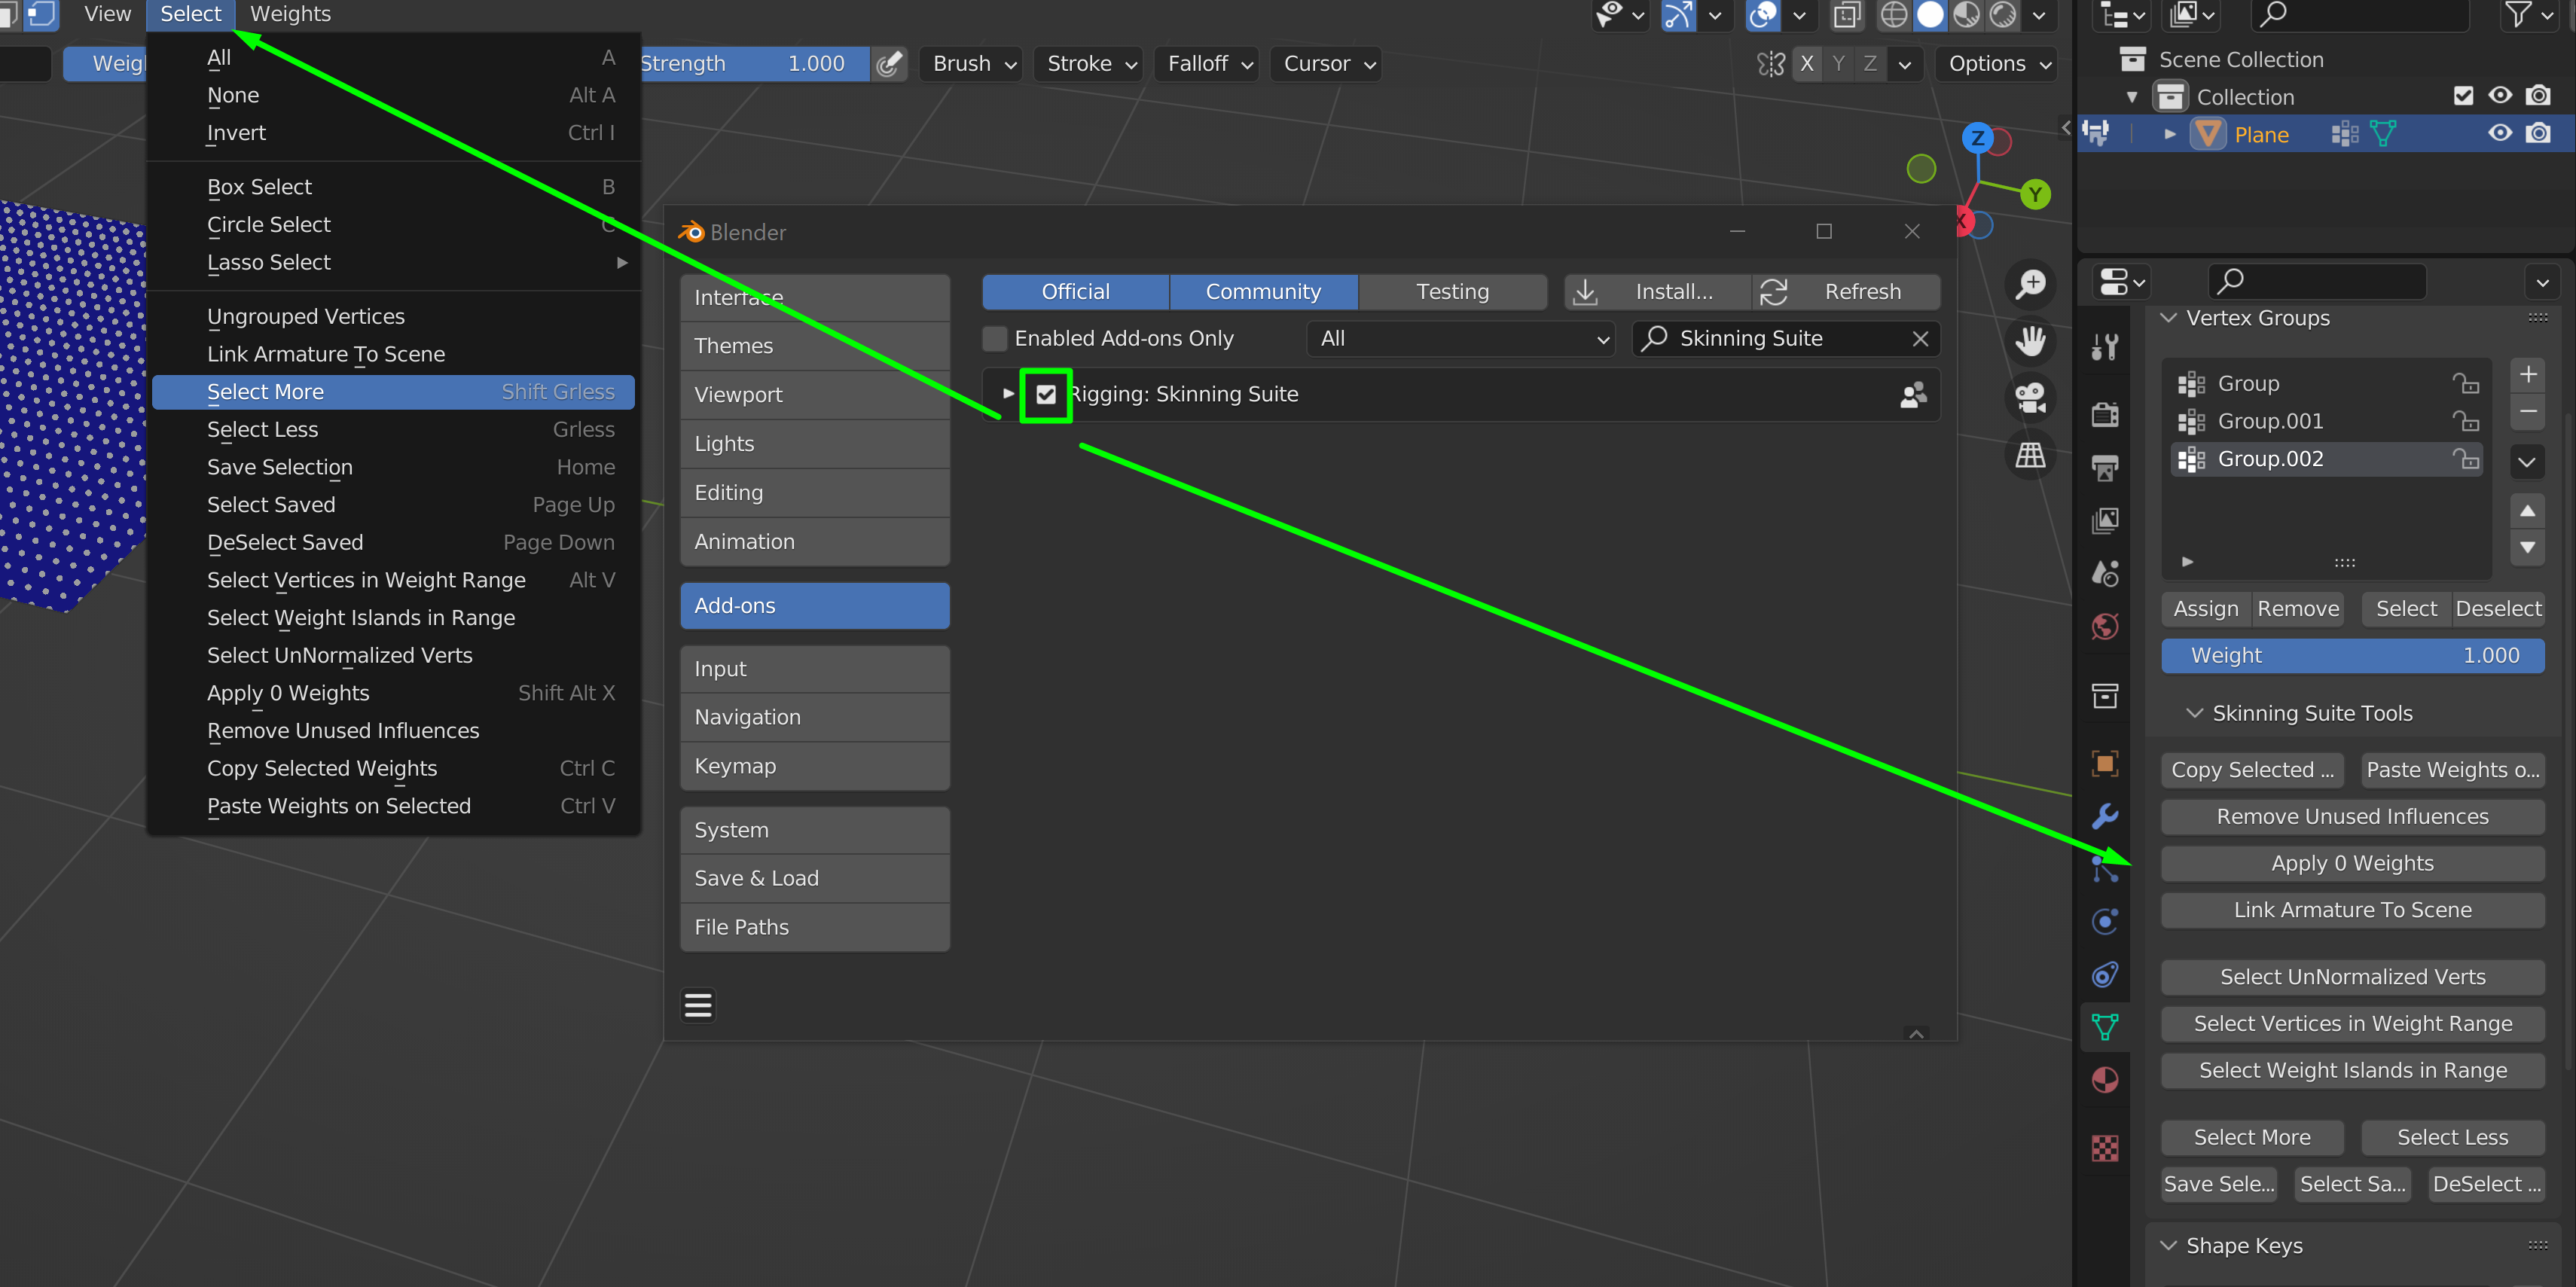 View Select Weights
Weigl Strength 1.000 Brush Stroke Falloff Cursor X Y Z Options
All A
None Alt A
Invert Ctrl I
Box Select B
Circle Select C
Lasso Select
Ungrouped Vertices
Link Armature To Scene
Select More Shift Grless
Select Less Grless
Save Selection Home
Select Saved Page Up
DeSelect Saved Page Down
Select Vertices in Weight Range Alt V
Select Weight Islands in Range
Select UnNormalized Verts
Apply 0 Weights Shift Alt X
Remove Unused Influences
Copy Selected Weights Ctrl C
Paste Weights on Selected Ctrl V
Z
Y
X
Blender
Interface
Themes
Viewport
Lights
Editing
Animation
Add-ons
Input
Navigation
Keymap
System
Save & Load
File Paths
Official Community Testing Install... Refresh
Enabled Add-ons Only All Skinning Suite
Rigging: Skinning Suite
Scene Collection
Collection
Plane
Vertex Groups
Group
Group.001
Group.002
Assign Remove Select Deselect
Weight 1.000
Skinning Suite Tools
Copy Selected ... Paste Weights o...
Remove Unused Influences
Apply 0 Weights
Link Armature To Scene
Select UnNormalized Verts
Select Vertices in Weight Range
Select Weight Islands in Range
Select More Select Less
Save Sele... Select Sa... DeSelect ...
Shape Keys